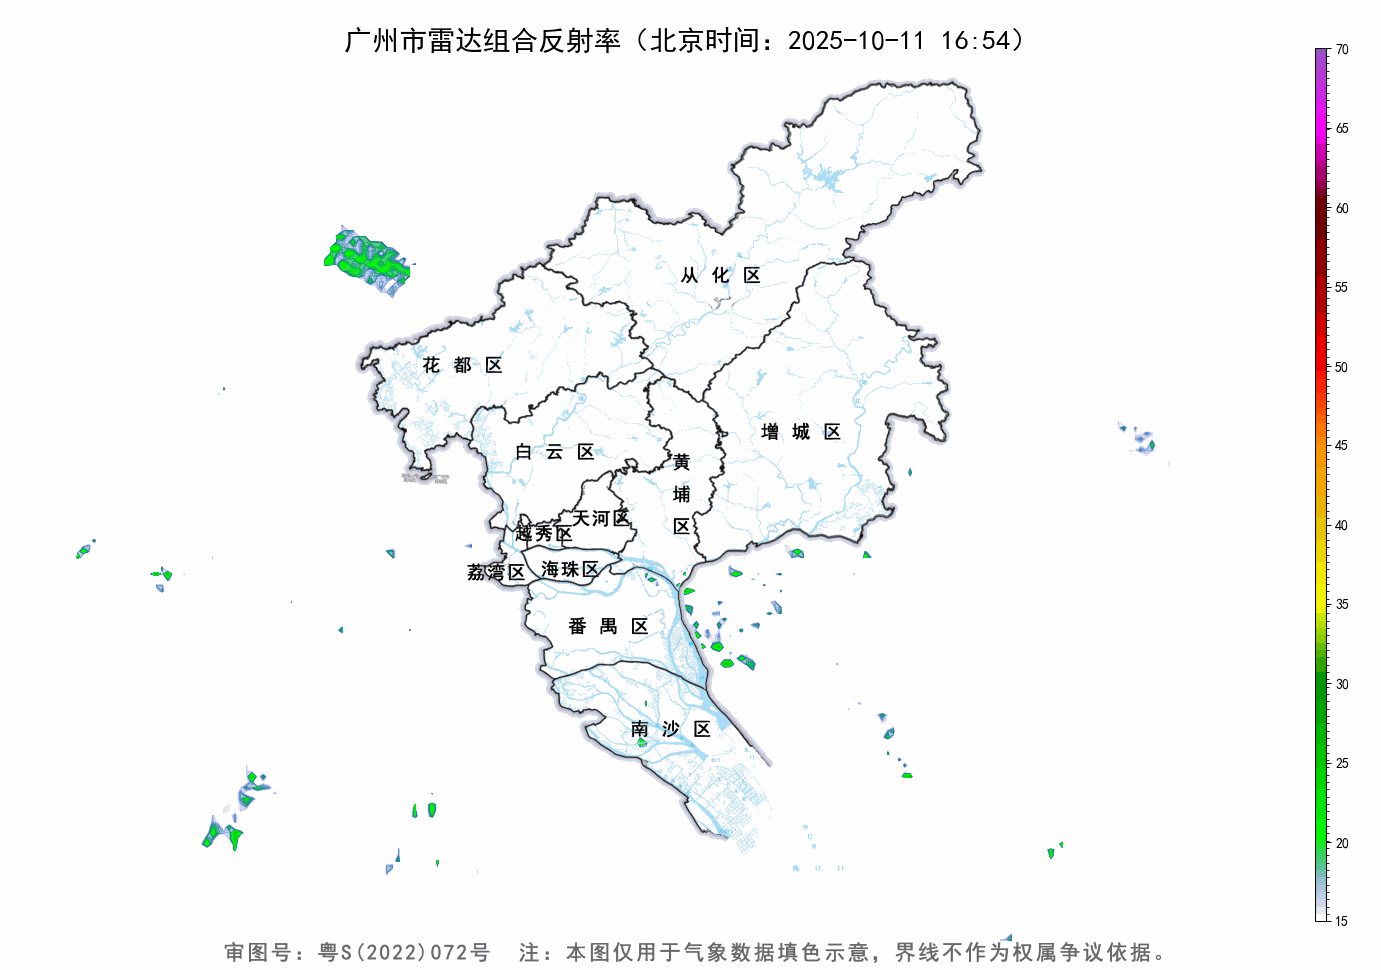 广州市雷达组合反射率（北京时间：2025-10-11 16:54）
70
65
60
55
50
45
40
35
30
25
20
15
从化区
花都区
增城区
白云区
黄埔区
天河区
越秀区
荔湾区
海珠区
番禺区
南沙区
审图号：粤S(2022)072号 注：本图仅用于气象数据填色示意，界线不作为权属争议依据。